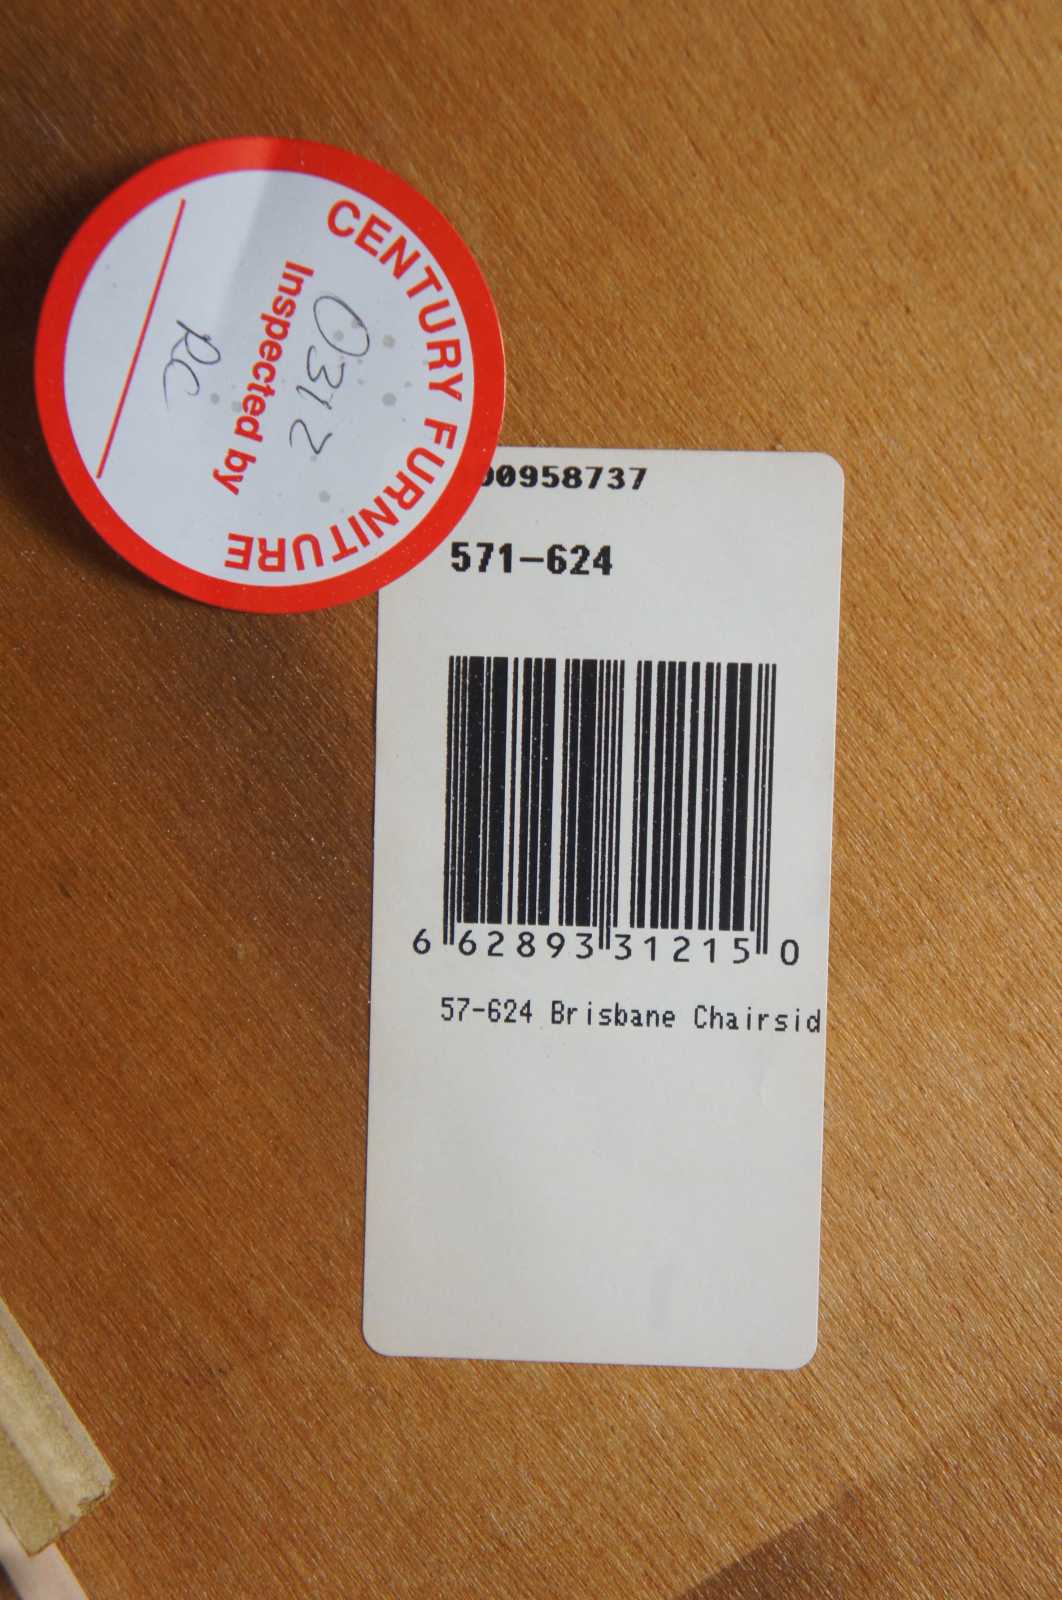 CENTURY FURNITURE
0312
Inspected by
RC
00958737
571-624
6 62893 31215 0
57-624 Brisbane Chairsid